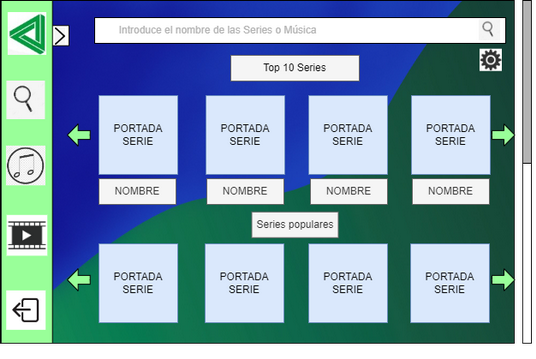 Introduce el nombre de las Series o Música
Top 10 Series
PORTADA
SERIE
PORTADA
SERIE
PORTADA
SERIE
PORTADA
SERIE
NOMBRE
NOMBRE
NOMBRE
NOMBRE
Series populares
PORTADA
SERIE
PORTADA
SERIE
PORTADA
SERIE
PORTADA
SERIE